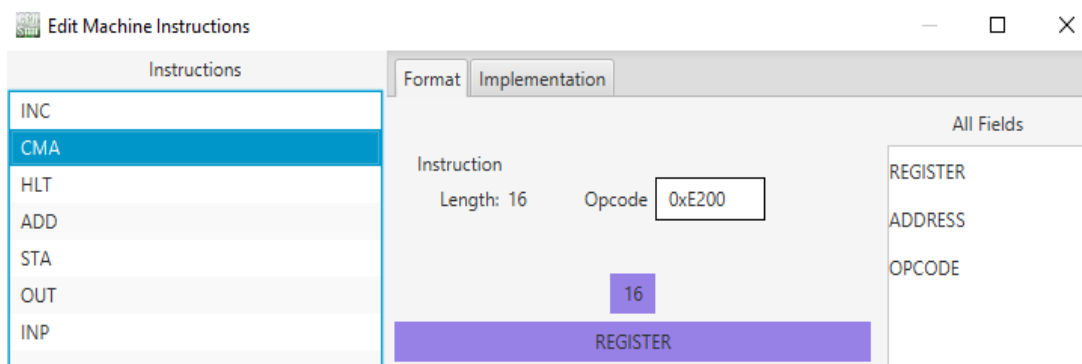 Edit Machine Instructions
Instructions
INC
CMA
HLT
ADD
STA
OUT
INP
Format
Implementation
Instruction
Length: 16
Opcode
0xE200
16
REGISTER
All Fields
REGISTER
ADDRESS
OPCODE